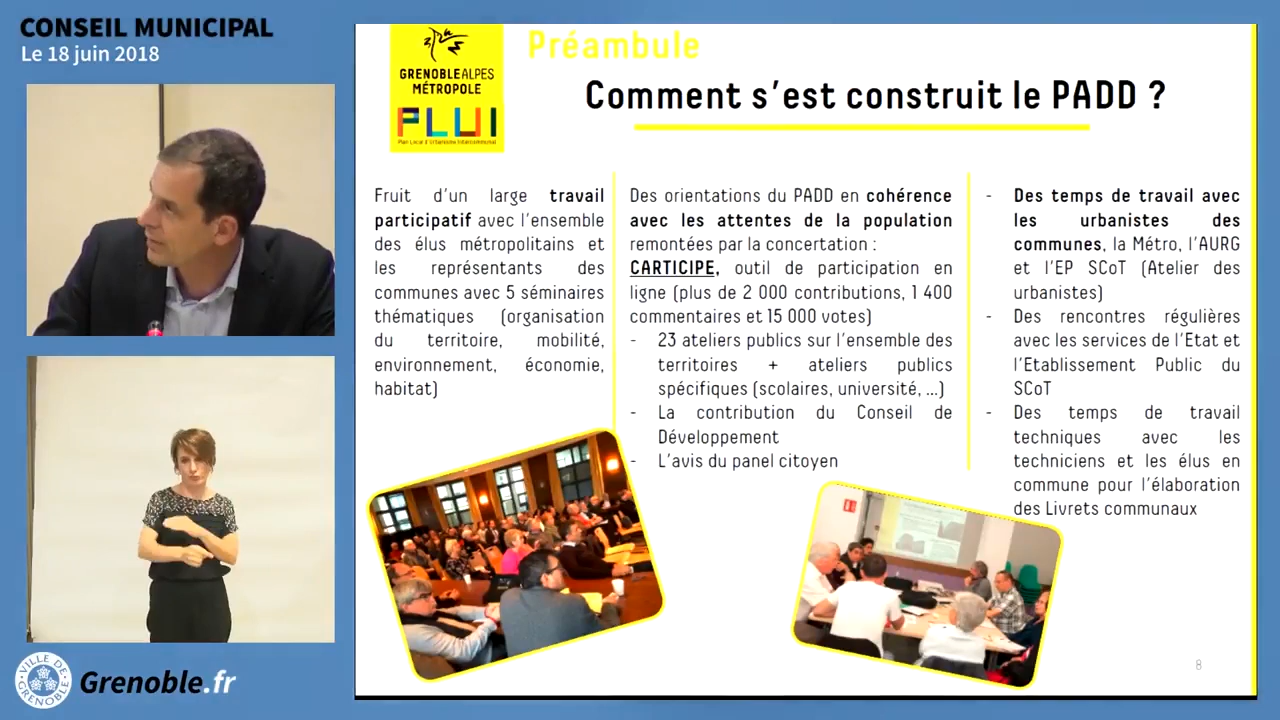 CONSEIL MUNICIPAL
Le 18 juin 2018
GRENOBLEALPES
MÉTROPOLE
PLUI
Plan Local d'Urbanisme Intercommunal
Préambule
Comment s'est construit le PADD ?
Fruit d'un large travail
participatif avec l'ensemble
des élus métropolitains et
les représentants des
communes avec 5 séminaires
thématiques (organisation
du territoire, mobilité,
environnement, économie,
habitat)
Des orientations du PADD en cohérence
avec les attentes de la population
remontées par la concertation :
CARTICIPE, outil de participation en
ligne (plus de 2 000 contributions, 1 400
commentaires et 15 000 votes)
- 23 ateliers publics sur l'ensemble des
territoires + ateliers publics
spécifiques (scolaires, université, ...)
- La contribution du Conseil de
Développement
- L'avis du panel citoyen
- Des temps de travail avec
les urbanistes des
communes, la Métro, l'AURG
et l'EP SCoT (Atelier des
urbanistes)
- Des rencontres régulières
avec les services de l'Etat et
l'Etablissement Public du
SCoT
- Des temps de travail
techniques avec les
techniciens et les élus en
commune pour l'élaboration
des Livrets communaux
8
VILLE DE
GRENOBLE
Grenoble.fr